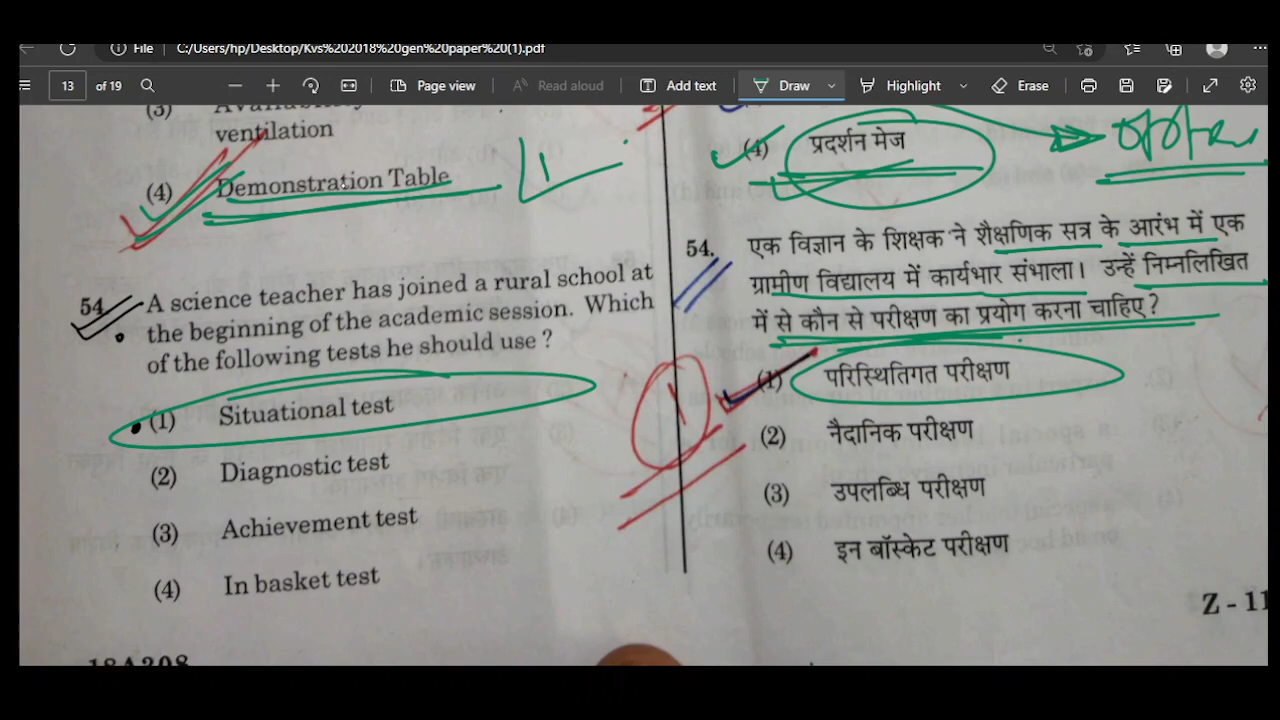 File
C:/Users/hp/Desktop/Kvs%202018%20gen%20paper%20(1).pdf
13 of 19
Page view
Read aloud
Add text
Draw
Highlight
Erase
(3)
ventilation
(4) Demonstration Table
54. A science teacher has joined a rural school at
the beginning of the academic session. Which
of the following tests he should use ?
(1) Situational test
(2) Diagnostic test
(3) Achievement test
(4) In basket test
18A208
(4) प्रदर्शन मेज
54. एक विज्ञान के शिक्षक ने शैक्षणिक सत्र के आरंभ में एक
ग्रामीण विद्यालय में कार्यभार संभाला। उन्हें निम्नलिखित
में से कौन से परीक्षण का प्रयोग करना चाहिए ?
(1) परिस्थितिगत परीक्षण
(2) नैदानिक परीक्षण
(3) उपलब्धि परीक्षण
(4) इन बॉस्केट परीक्षण
Z - 11